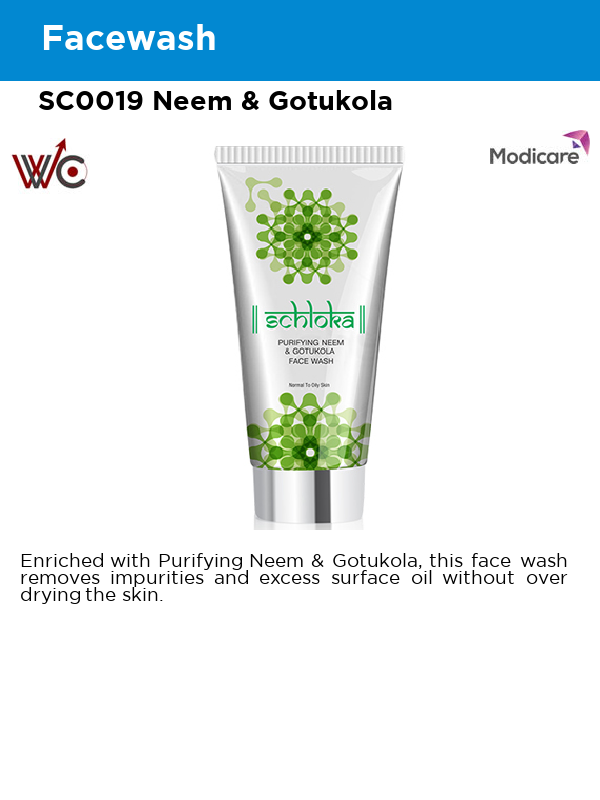 Facewash
SC0019 Neem & Gotukola
WC
Modicare
schloka
PURIFYING NEEM
& GOTUKOLA
FACE WASH
Normal To Oily Skin
Enriched with Purifying Neem & Gotukola, this face wash
removes impurities and excess surface oil without over
drying the skin.